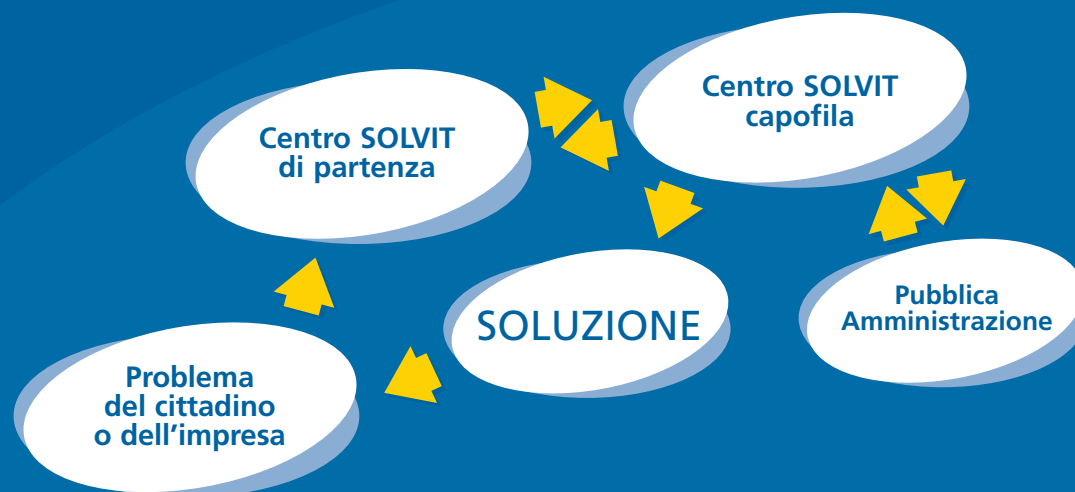 Centro SOLVIT
di partenza
Centro SOLVIT
capofila
SOLUZIONE
Pubblica
Amministrazione
Problema
del cittadino
o dell'impresa